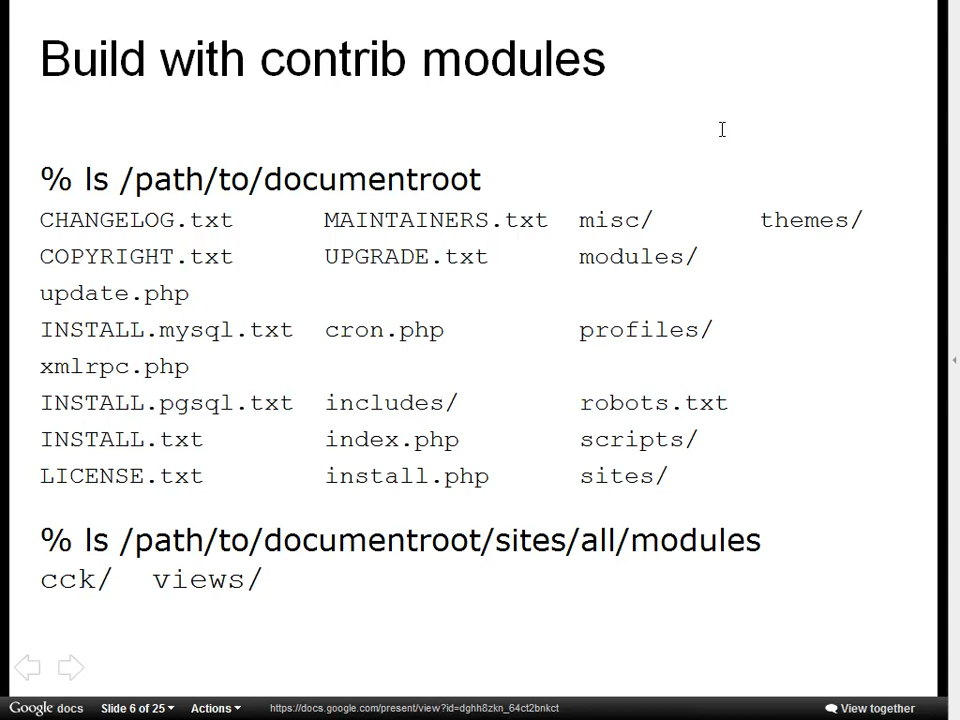 Build with contrib modules
% ls /path/to/documentroot
CHANGELOG.txt MAINTAINERS.txt misc/ themes/
COPYRIGHT.txt UPGRADE.txt modules/
update.php
INSTALL.mysql.txt cron.php profiles/
xmlrpc.php
INSTALL.pgsql.txt includes/ robots.txt
INSTALL.txt index.php scripts/
LICENSE.txt install.php sites/
% ls /path/to/documentroot/sites/all/modules
cck/ views/
Google docs Slide 6 of 25 Actions https://docs.google.com/present/view?id=dghh8zkn_64ct2bnkct View together